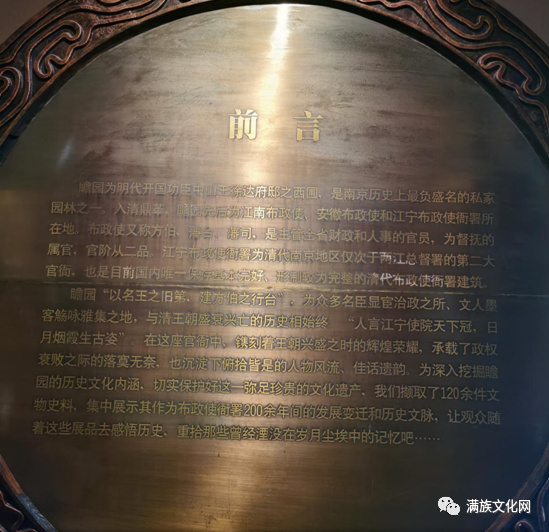 前言
瞻园为明代开国功臣中山王徐达府邸之西圃，是南京历史上最负盛名的私家
园林之一。入清鼎革，瞻园先后为江南布政使、安徽布政使和江宁布政使衙署所
在地。布政使又称方伯、藩台、藩司，是主管全省财政和人事的官员，为督抚的
属官，官阶从二品。江宁布政使衙署为清代南京地区仅次于两江总督署的第二大
官衙，也是目前国内唯一保存基本完好、形制较为完整的清代布政使衙署建筑。
瞻园“以名王之旧第，建方伯之行台”，为众多名臣显宦治政之所、文人墨
客觞咏雅集之地，与清王朝盛衰兴亡的历史相始终。“人言江宁使院天下冠，日
月烟霞生古姿”，在这座官衙中，镌刻着王朝兴盛之时的辉煌荣耀，承载了政权
衰败之际的落寞无奈，也沉淀下俯拾皆是的人物风流、佳话遗韵。为深入挖掘瞻
园的历史文化内涵，切实保护好这一弥足珍贵的文化遗产，我们撷取了120余件文
物史料，集中展示其作为布政使衙署200余年间的发展变迁和历史文脉，让观众随
着这些展品去感悟历史，重拾那些曾经湮没在岁月尘埃中的记忆吧……
满族文化网